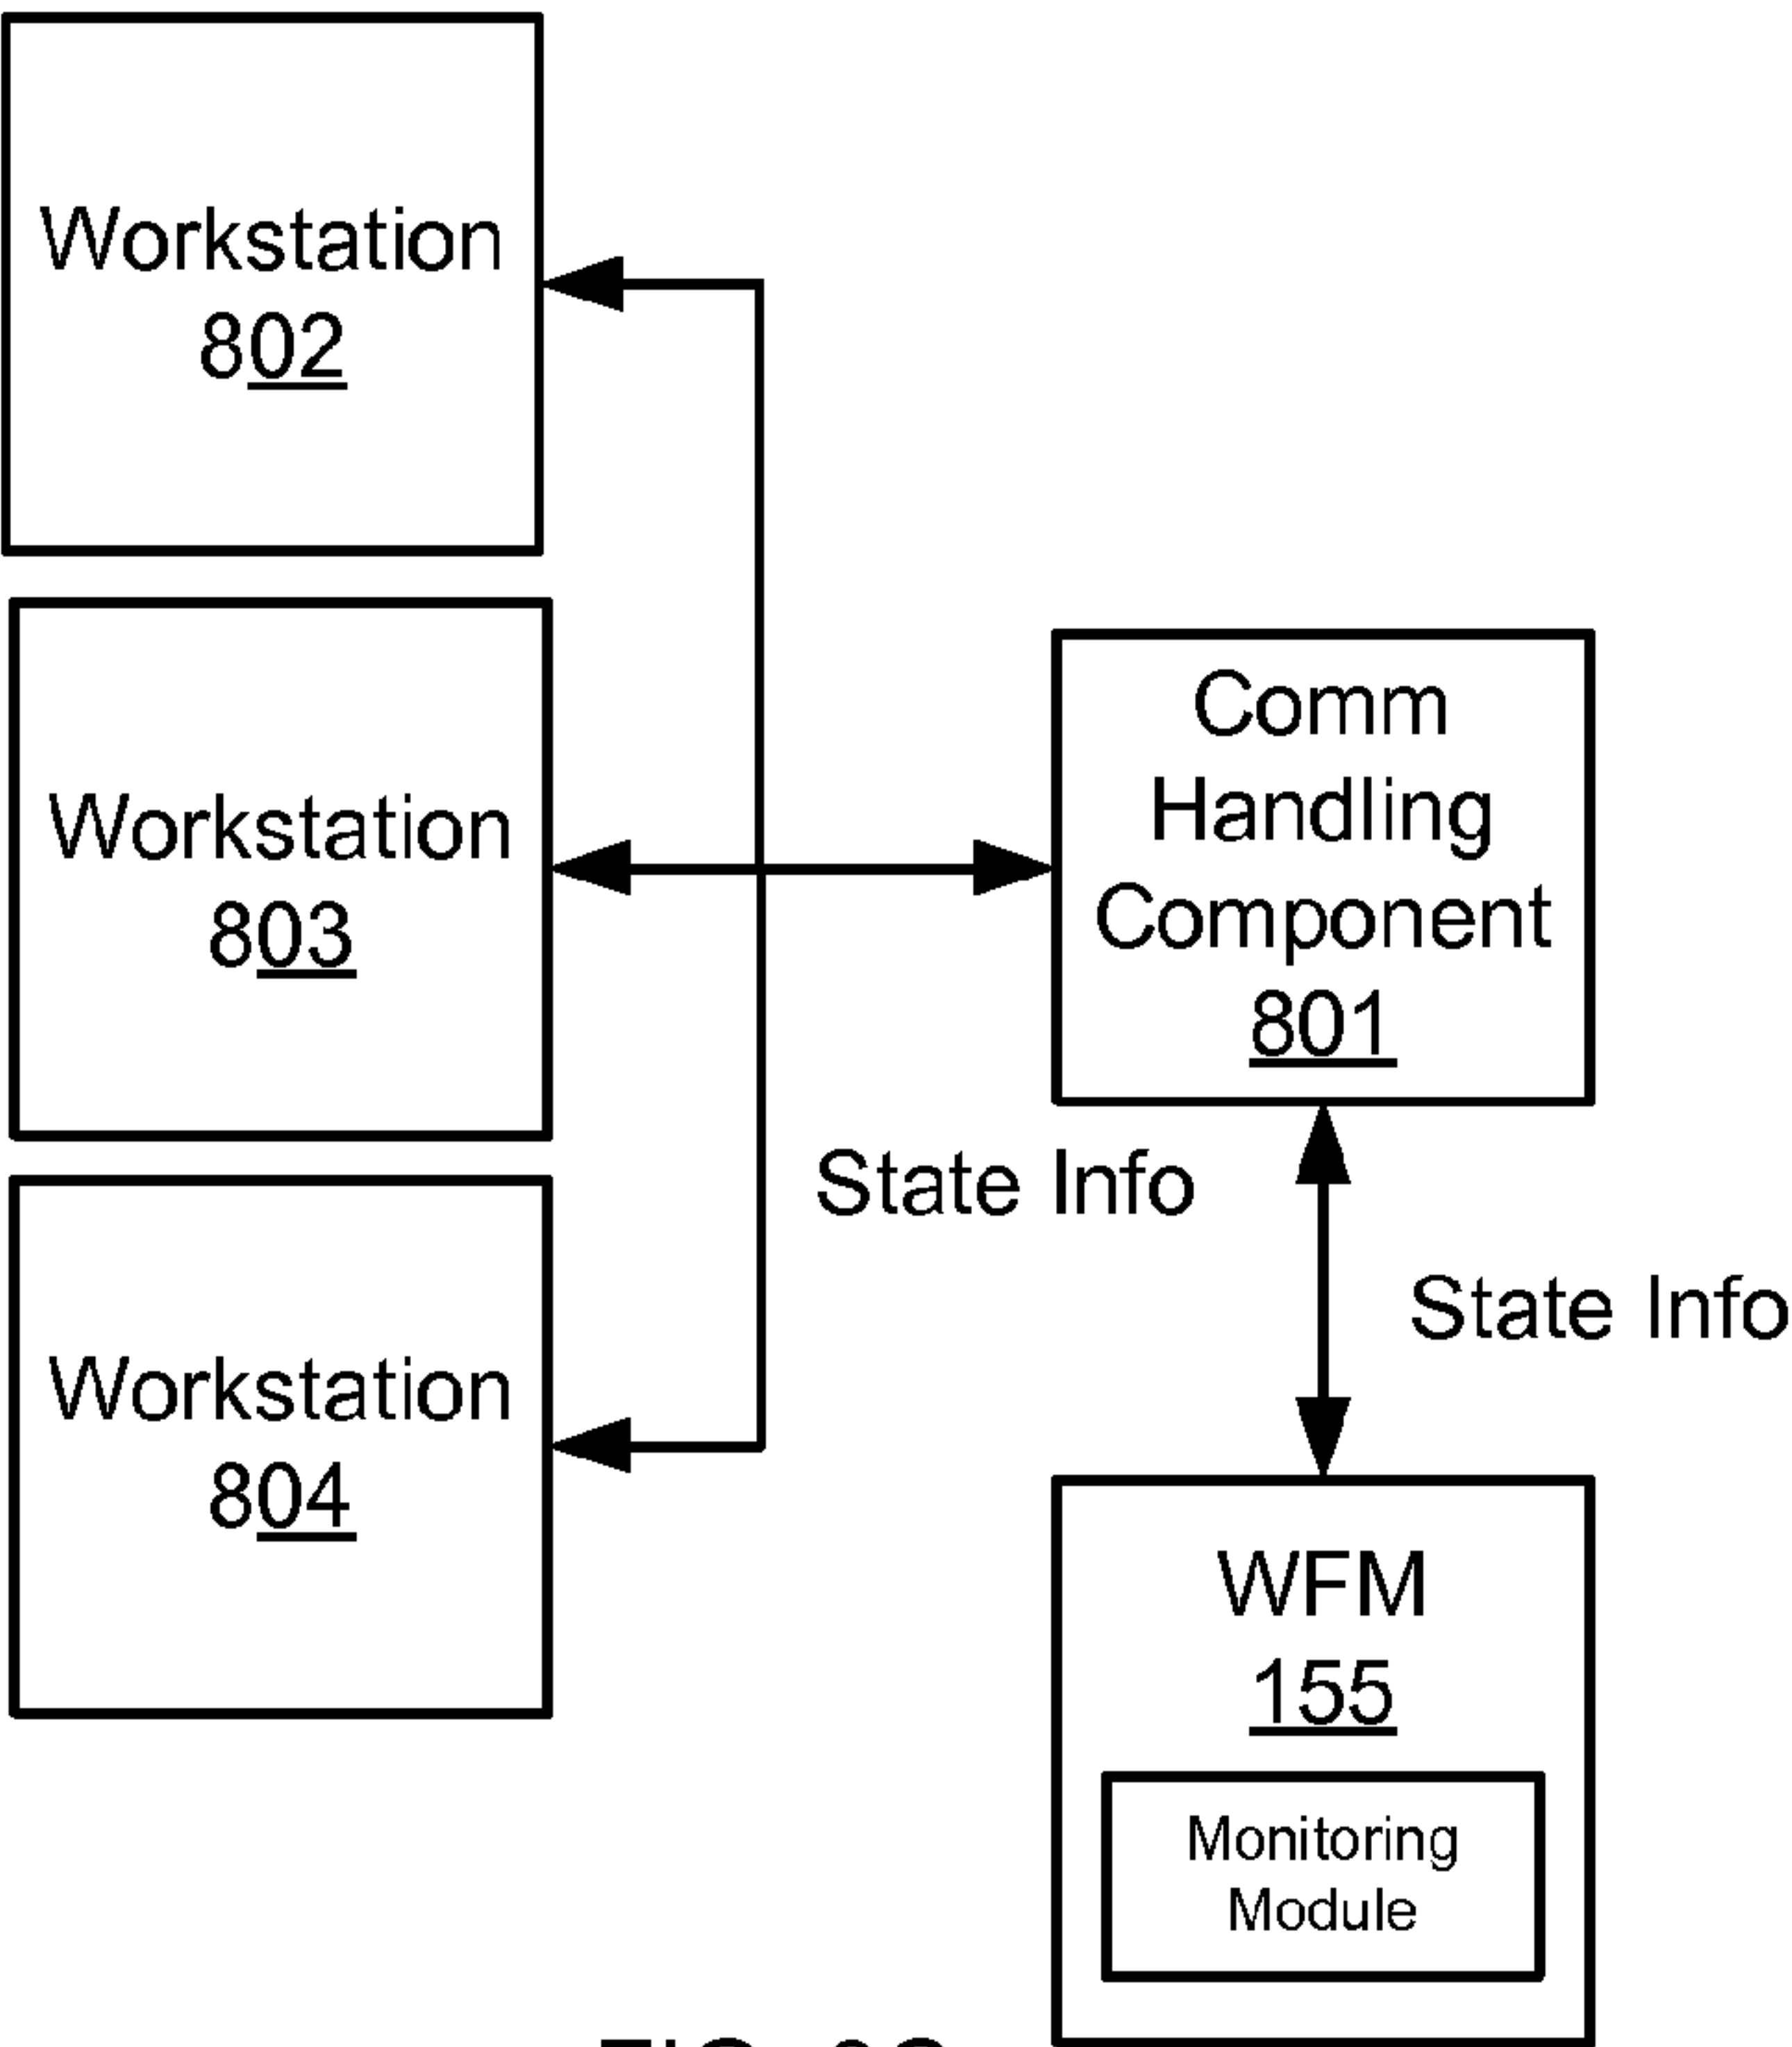 Workstation
802
Workstation
803
Workstation
804
Comm
Handling
Component
801
State Info
State Info
WFM
155
Monitoring
Module